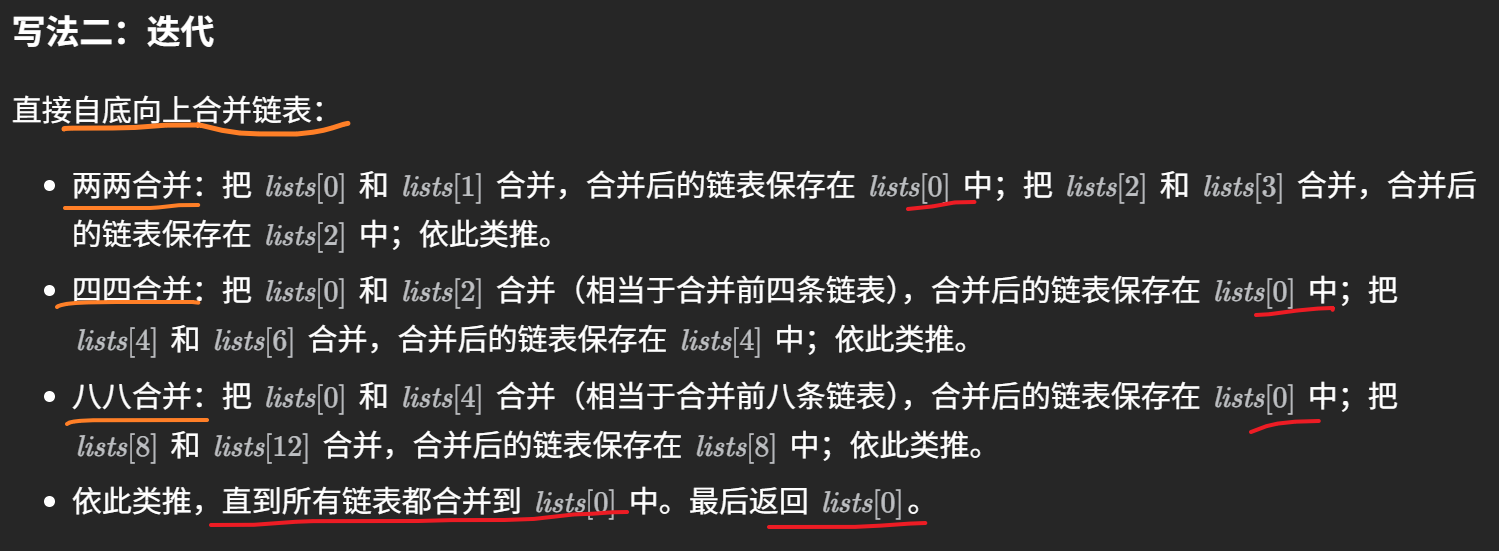 写法二：迭代
直接自底向上合并链表：
两两合并：把 lists[0] 和 lists[1] 合并，合并后的链表保存在 lists[0] 中；把 lists[2] 和 lists[3] 合并，合并后
的链表保存在 lists[2] 中；依此类推。
四四合并：把 lists[0] 和 lists[2] 合并（相当于合并前四条链表），合并后的链表保存在 lists[0] 中；把
lists[4] 和 lists[6] 合并，合并后的链表保存在 lists[4] 中；依此类推。
八八合并：把 lists[0] 和 lists[4] 合并（相当于合并前八条链表），合并后的链表保存在 lists[0] 中；把
lists[8] 和 lists[12] 合并，合并后的链表保存在 lists[8] 中；依此类推。
依此类推，直到所有链表都合并到 lists[0] 中。最后返回 lists[0]。